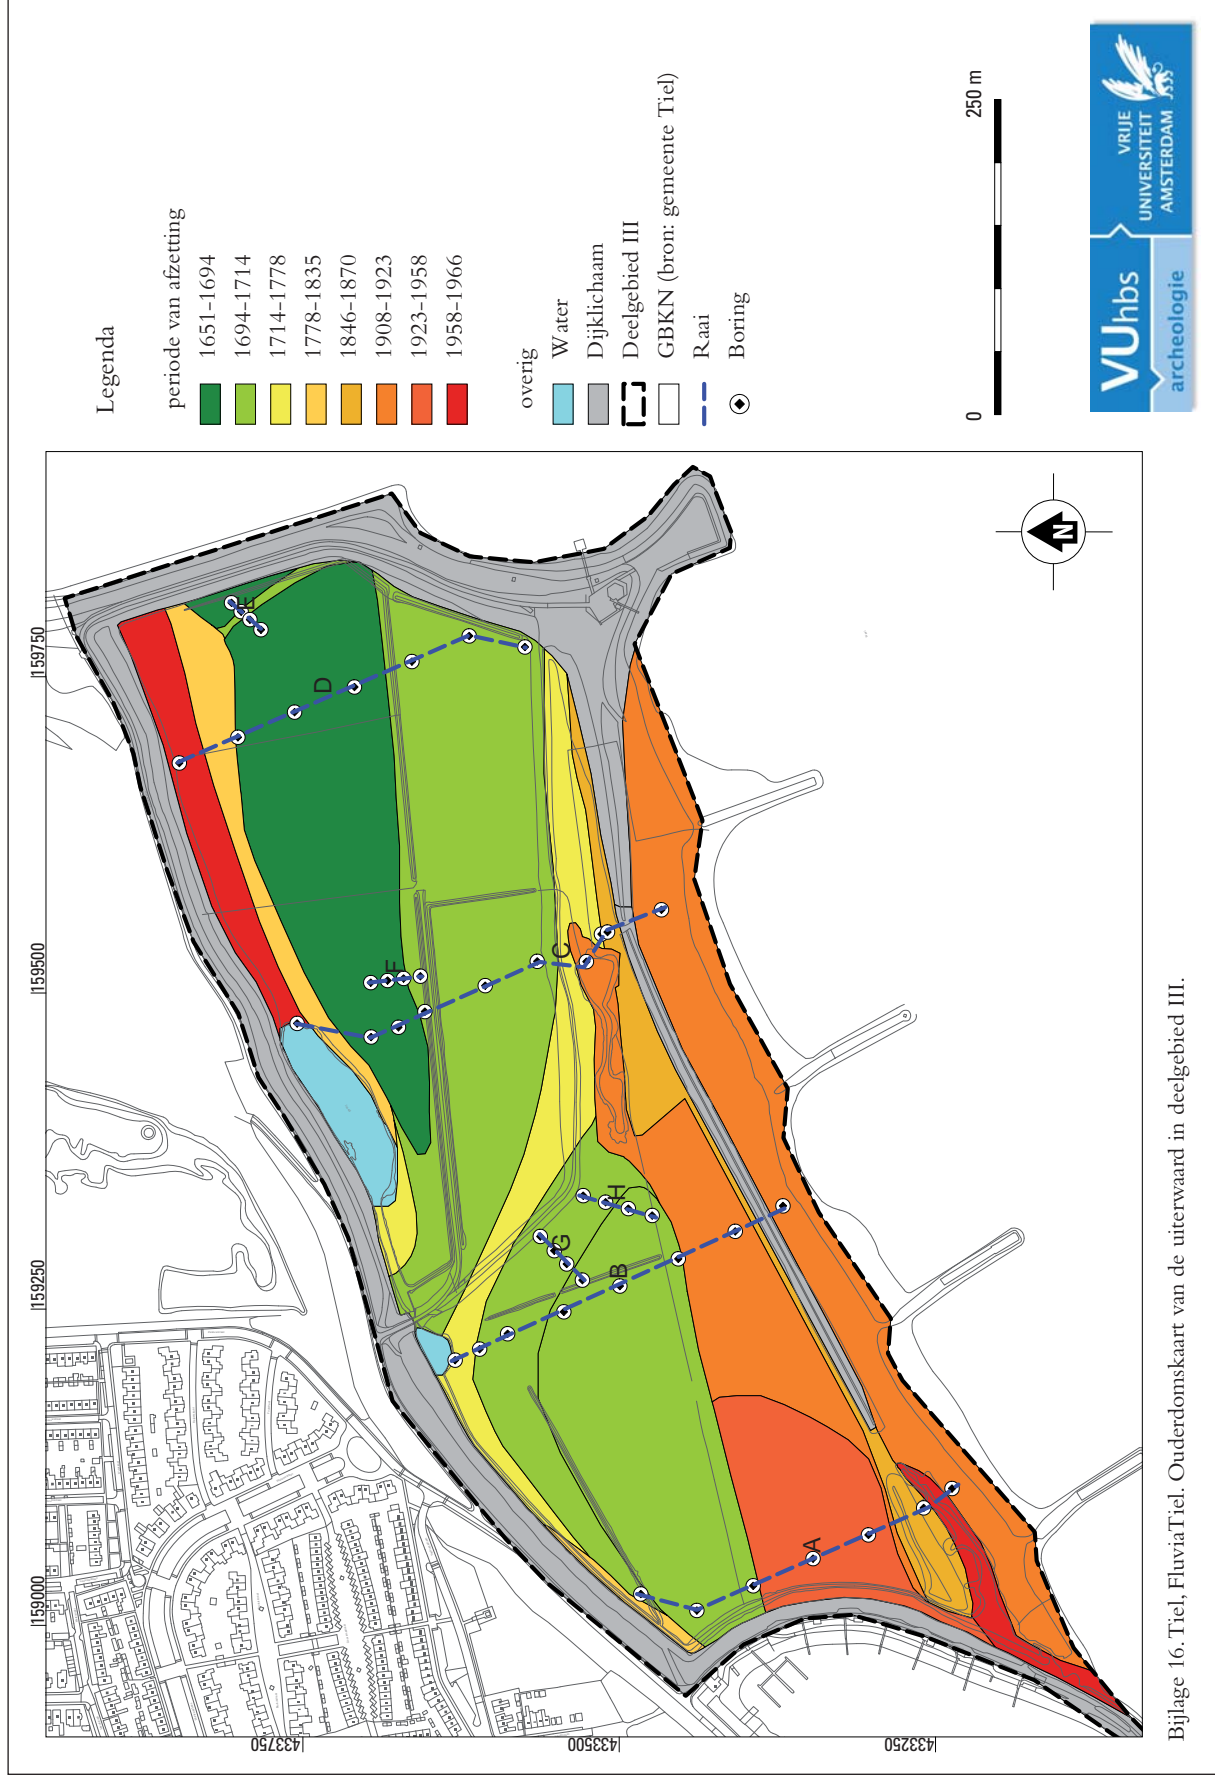 Legenda
periode van afzetting
1651-1694
1694-1714
1714-1778
1778-1835
1846-1870
1908-1923
1923-1958
1958-1966
overig
Water
Dijklichaam
Deelgebied III
GBKN (bron: gemeente Tiel)
Raai
Boring
0
250 m
VUhbs
archeologie
VRIJE
UNIVERSITEIT
AMSTERDAM
159000
159250
159500
159750
433750
433500
433250
A
B
C
D
E
F
G
H
N
Bijlage 16. Tiel, FluviaTiel. Ouderdomskaart van de uiterwaard in deelgebied III.